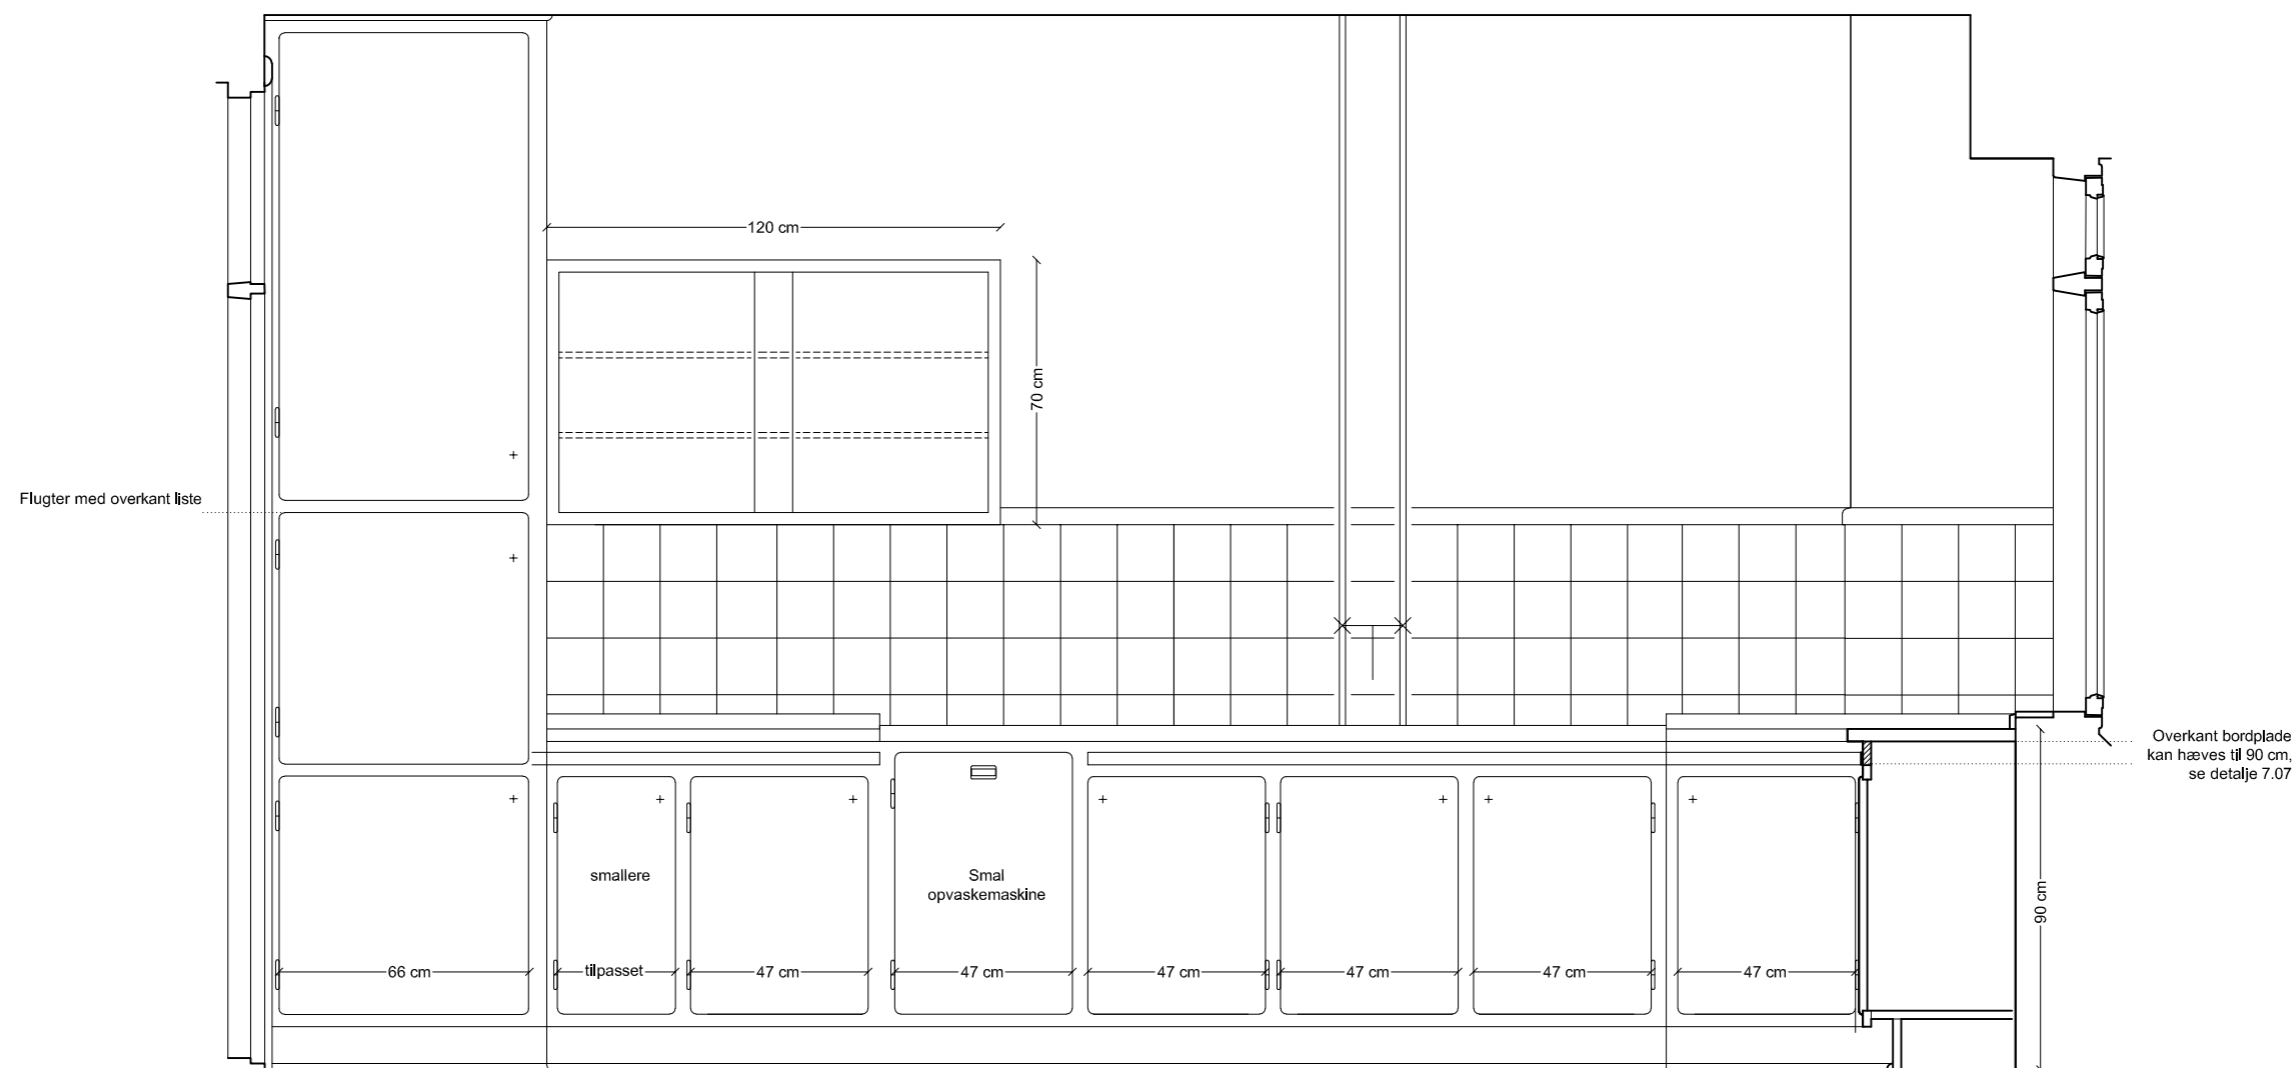 120 cm
70 cm
Flugter med overkant liste
Overkant bordplade
kan hæves til 90 cm,
se detalje 7.07
smallere
Smal
opvaskemaskine
90 cm
66 cm
tilpasset
47 cm
47 cm
47 cm
47 cm
47 cm
47 cm